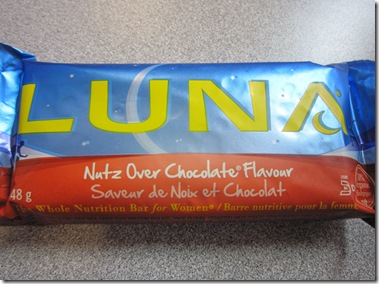 LUNA
Nutz Over Chocolate® Flavour
Saveur de Noix et Chocolat
48 g
Whole Nutrition Bar for Women® / Barre nutritive pour la femme